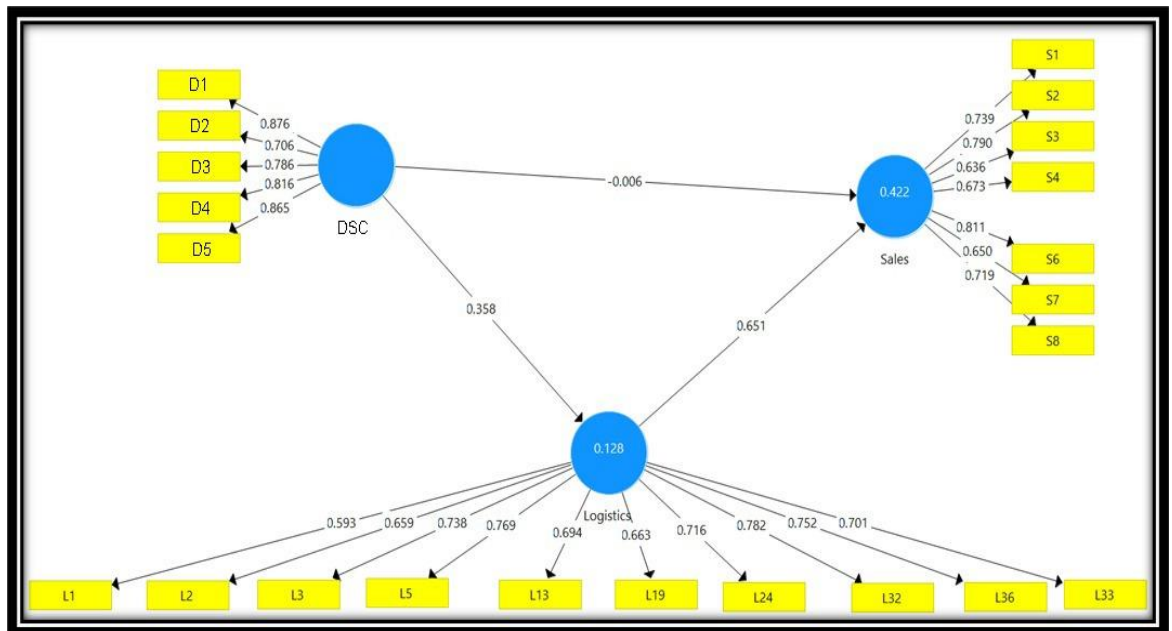 D1
D2
D3
D4
D5
0.876
0.706
0.786
0.816
0.865
DSC
-0.006
0.358
0.651
0.422
Sales
S1
S2
S3
S4
S6
S7
S8
0.739
0.790
0.636
0.673
0.811
0.650
0.719
0.128
Logistics
0.593
0.659
0.738
0.769
0.694
0.663
0.716
0.782
0.752
0.701
L1
L2
L3
L5
L13
L19
L24
L32
L36
L33